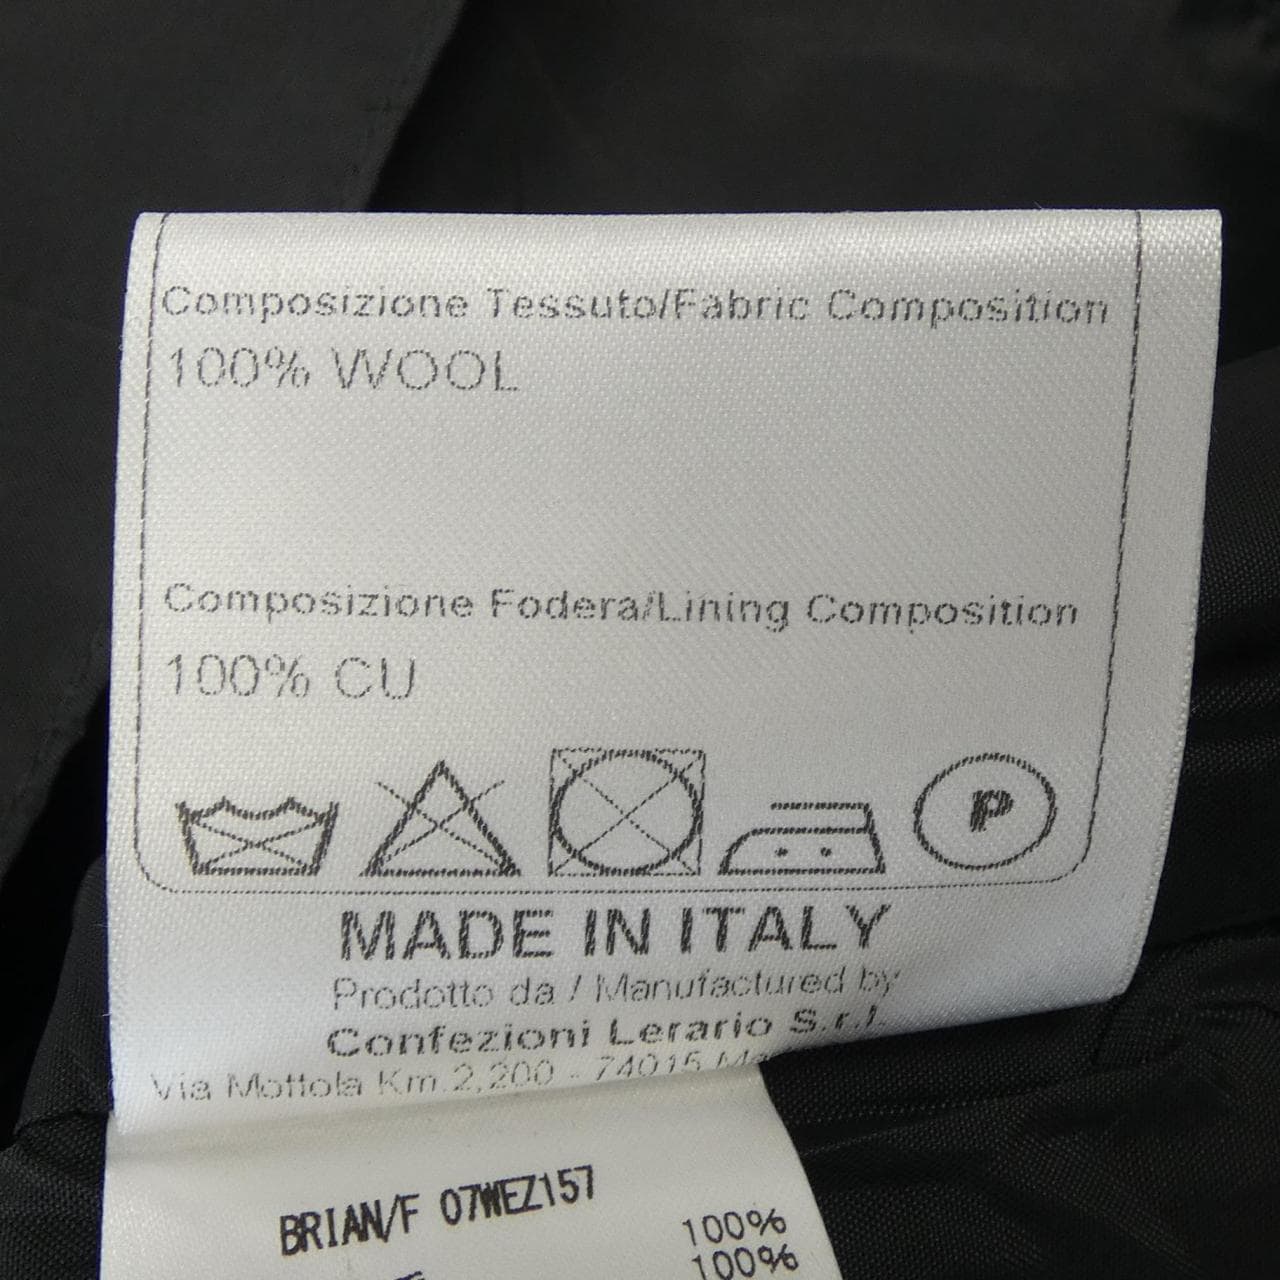 Composizione Tessuto/Fabric Composition
100% WOOL
Composizione Fodera/Lining Composition
100% CU
P
MADE IN ITALY
Prodotto da / Manufactured by
Confezioni Lerario S.r.l.
Via Mottola Km.2,200 - 74015
BRIAN/F 07WEZ157
100%
100%